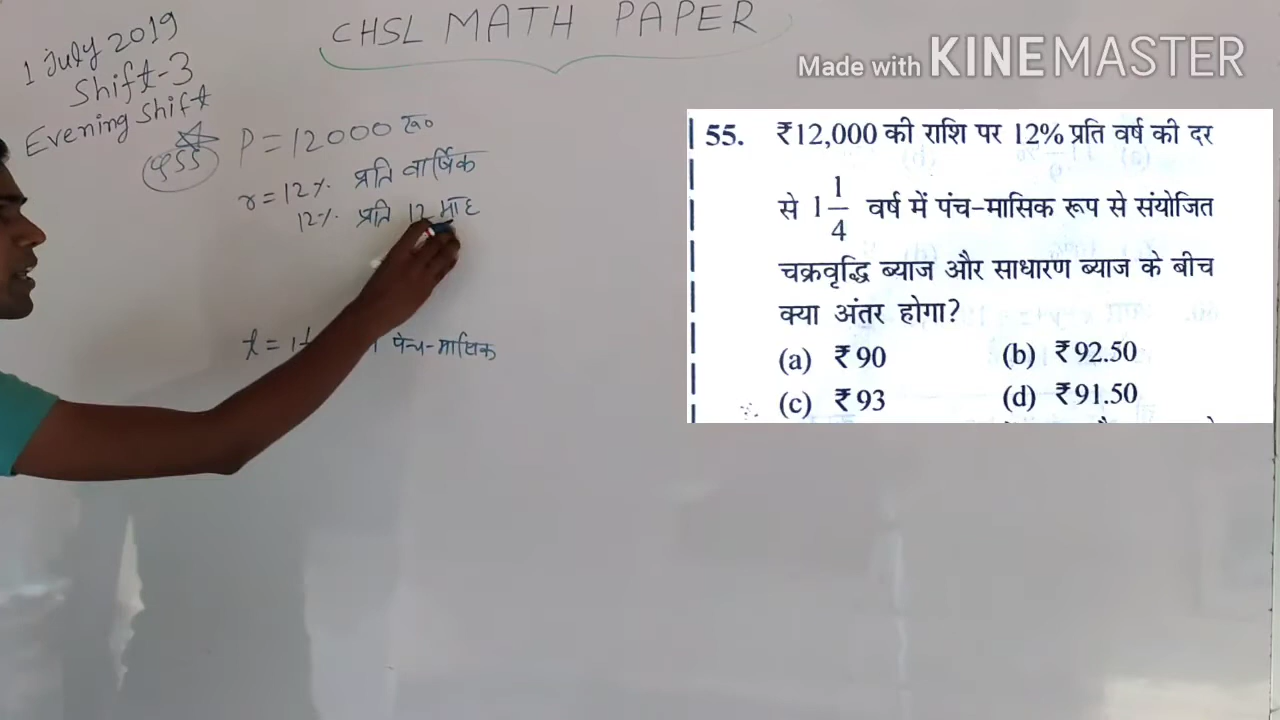 CHSL MATH PAPER
1 July 2019
Shift-3
Evening Shift
Q55
P = 12000 रू०
r = 12% प्रति वार्षिक
12% प्रति 12 माह
t = 1 पंच-मासिक
Made with KINEMASTER
55. ₹12,000 की राशि पर 12% प्रति वर्ष की दर
से 1 1/4 वर्ष में पंच-मासिक रूप से संयोजित
चक्रवृद्धि ब्याज और साधारण ब्याज के बीच
क्या अंतर होगा?
(a) ₹90 (b) ₹92.50
(c) ₹93 (d) ₹91.50